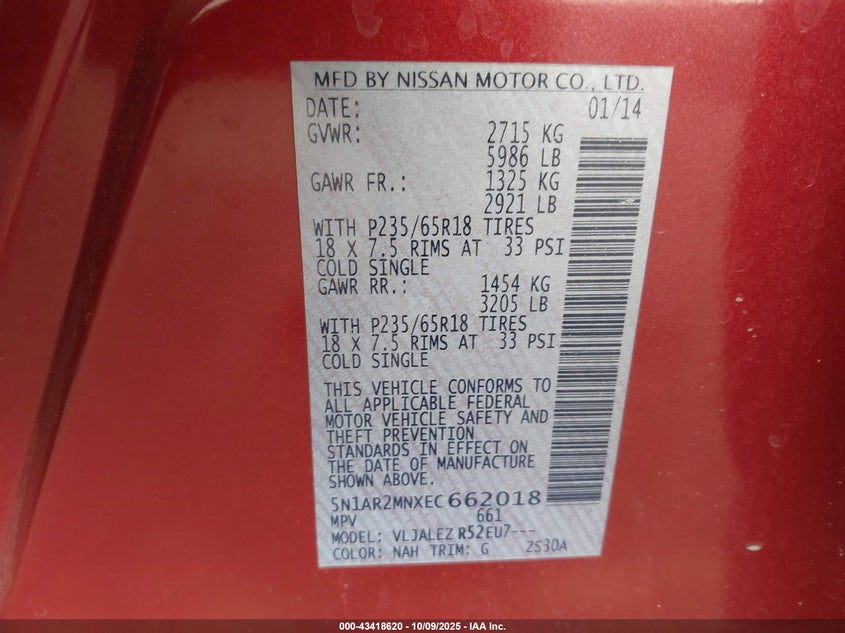 MFD BY NISSAN MOTOR CO., LTD.
DATE: 01/14
GVWR: 2715 KG
5986 LB
GAWR FR.: 1325 KG
2921 LB
WITH P235/65R18 TIRES
18 X 7.5 RIMS AT 33 PSI
COLD SINGLE
GAWR RR.: 1454 KG
3205 LB
WITH P235/65R18 TIRES
18 X 7.5 RIMS AT 33 PSI
COLD SINGLE
THIS VEHICLE CONFORMS TO
ALL APPLICABLE FEDERAL
MOTOR VEHICLE SAFETY AND
THEFT PREVENTION
STANDARDS IN EFFECT ON
THE DATE OF MANUFACTURE
SHOWN ABOVE.
5N1AR2MNXEC662018
MPV 661
MODEL: VLJALEZ R52EU7---
COLOR: NAH TRIM: G ZS30A
000-43418620 - 10/09/2025 - IAA Inc.